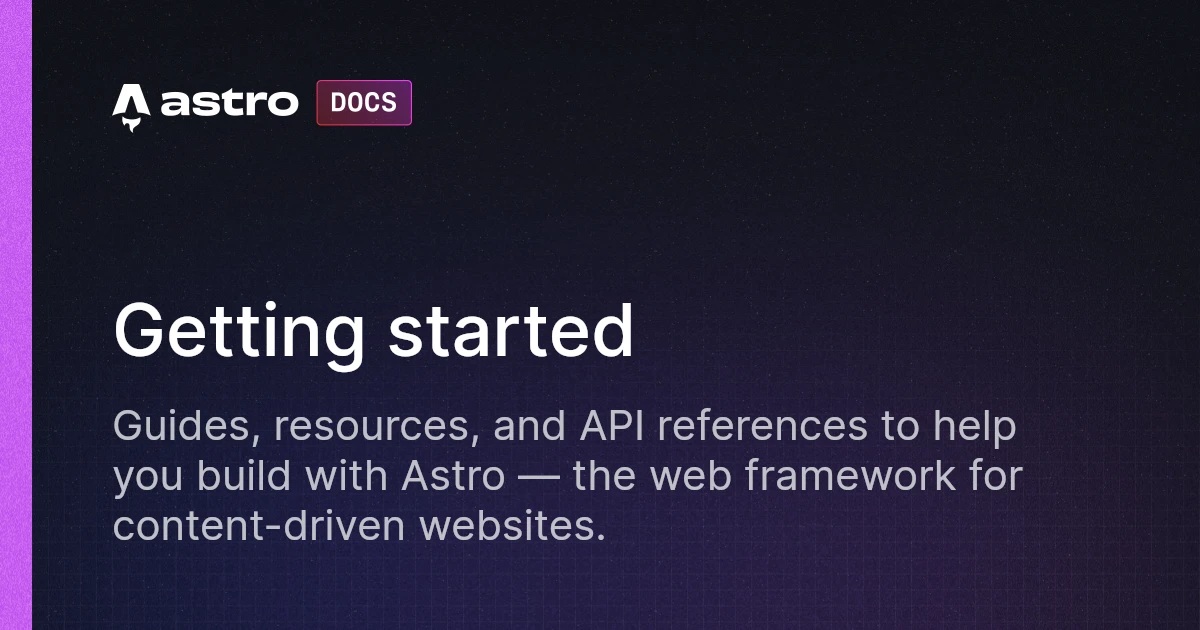 astro DOCS
Getting started
Guides, resources, and API references to help
you build with Astro — the web framework for
content-driven websites.